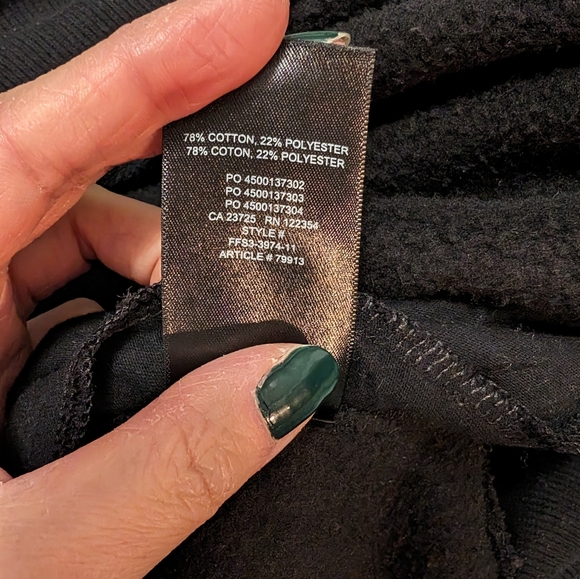 78% COTTON, 22% POLYESTER
78% COTON, 22% POLYESTER
PO 4500137302
PO 4500137303
PO 4500137304
CA 23725 RN 122354
STYLE #
FFS3-3974-11
ARTICLE # 79913